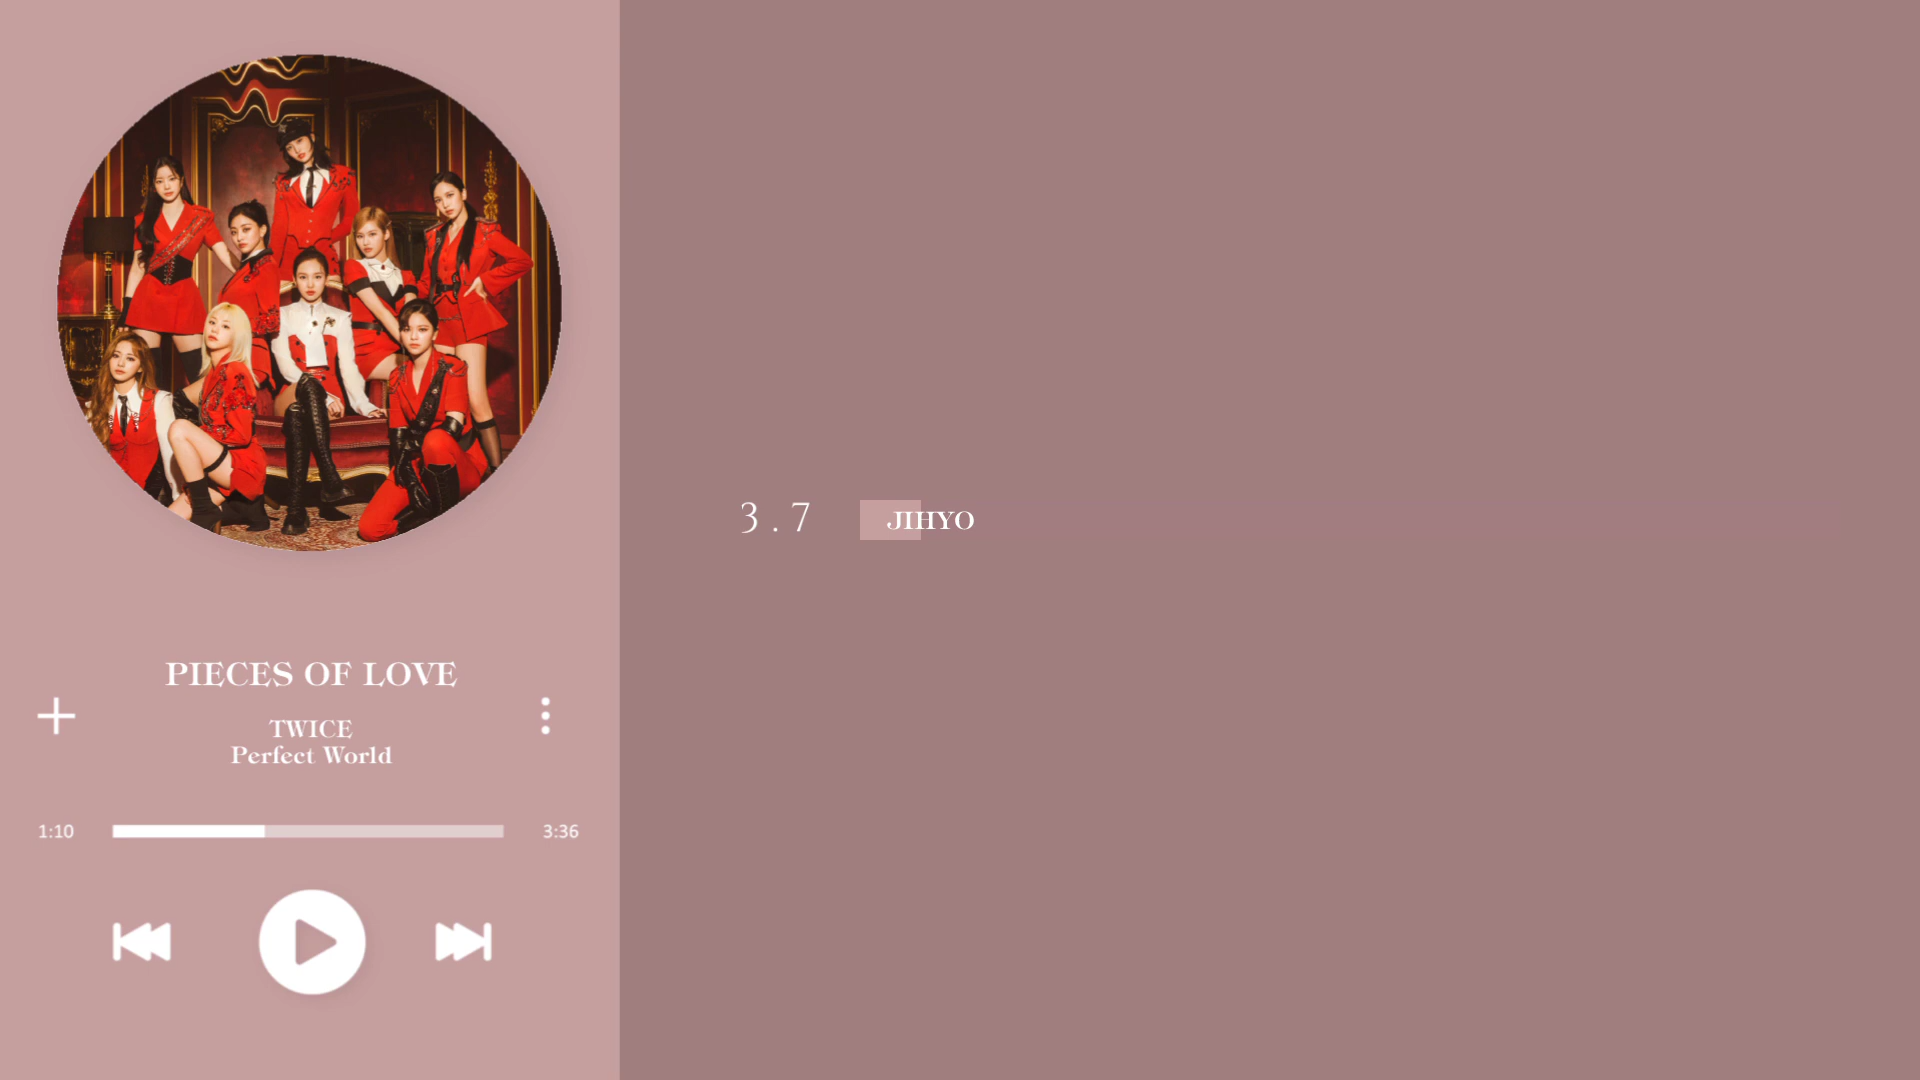 PIECES OF LOVE
TWICE
Perfect World
1:10
3:36
3.7
JIHYO